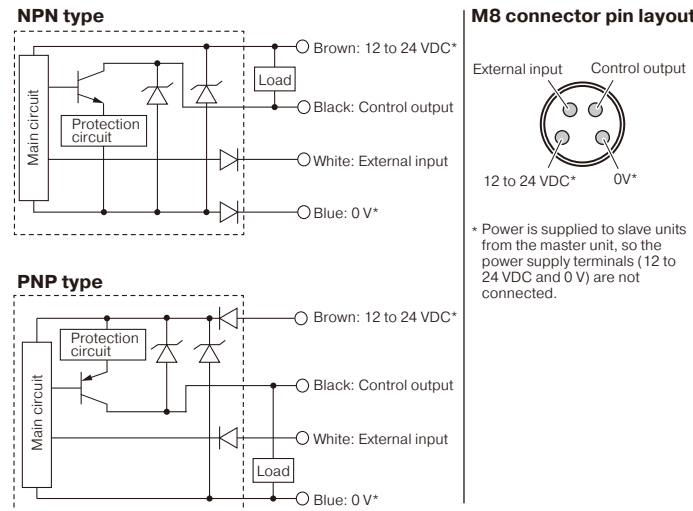 NPN type
Brown: 12 to 24 VDC*
Load
Black: Control output
Main circuit
Protection
circuit
White: External input
Blue: 0 V*
PNP type
Brown: 12 to 24 VDC*
Protection
circuit
Black: Control output
Main circuit
White: External input
Load
Blue: 0 V*
M8 connector pin layout
External input
Control output
12 to 24 VDC*
0V*
* Power is supplied to slave units
from the master unit, so the
power supply terminals (12 to
24 VDC and 0 V) are not
connected.